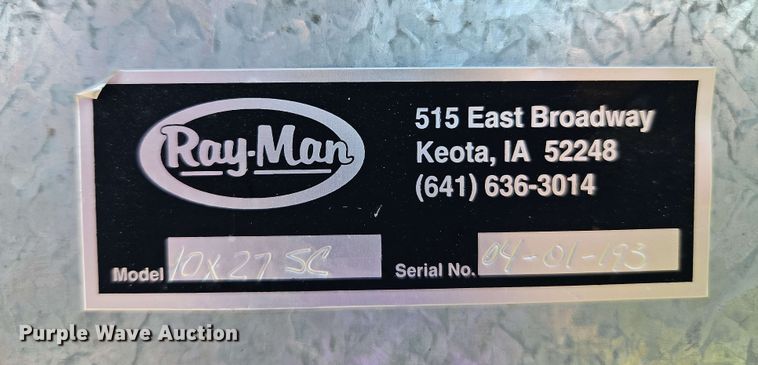 Ray-Man
515 East Broadway
Keota, IA 52248
(641) 636-3014
Model 10x27 SC
Serial No. 04-01-193
Purple Wave Auction